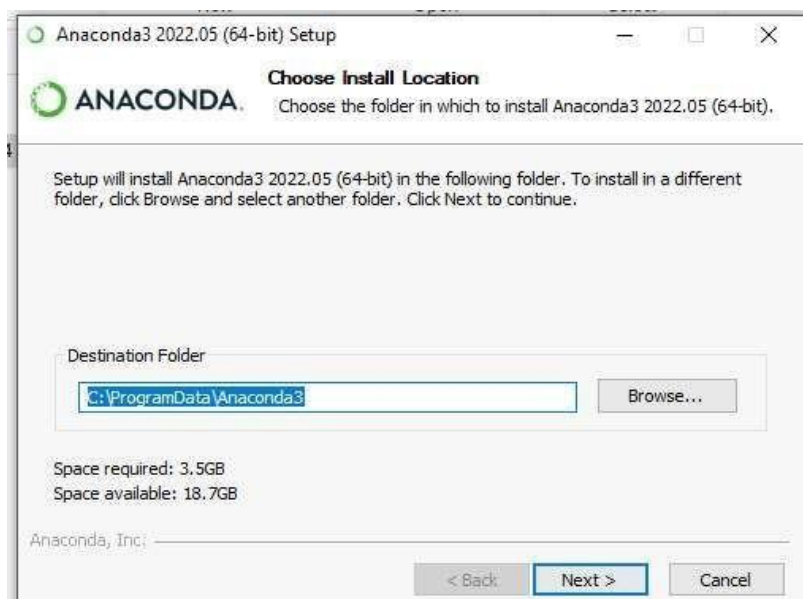 Anaconda3 2022.05 (64-bit) Setup
ANACONDA.
Choose Install Location
Choose the folder in which to install Anaconda3 2022.05 (64-bit).
4
Setup will install Anaconda3 2022.05 (64-bit) in the following folder. To install in a different
folder, click Browse and select another folder. Click Next to continue.
Destination Folder
C:\ProgramData\Anaconda3
Browse...
Space required: 3.5GB
Space available: 18.7GB
Anaconda, Inc.
< Back
Next >
Cancel